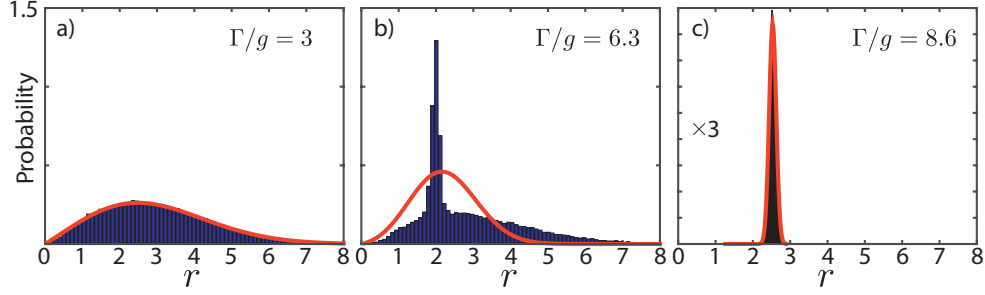 1.5
Probability
a)
Γ/g = 3
0 1 2 3 4 5 6 7 8
r
b)
Γ/g = 6.3
1 2 3 4 5 6 7 8
r
c)
Γ/g = 8.6
×3
0 1 2 3 4 5 6 7 8
r